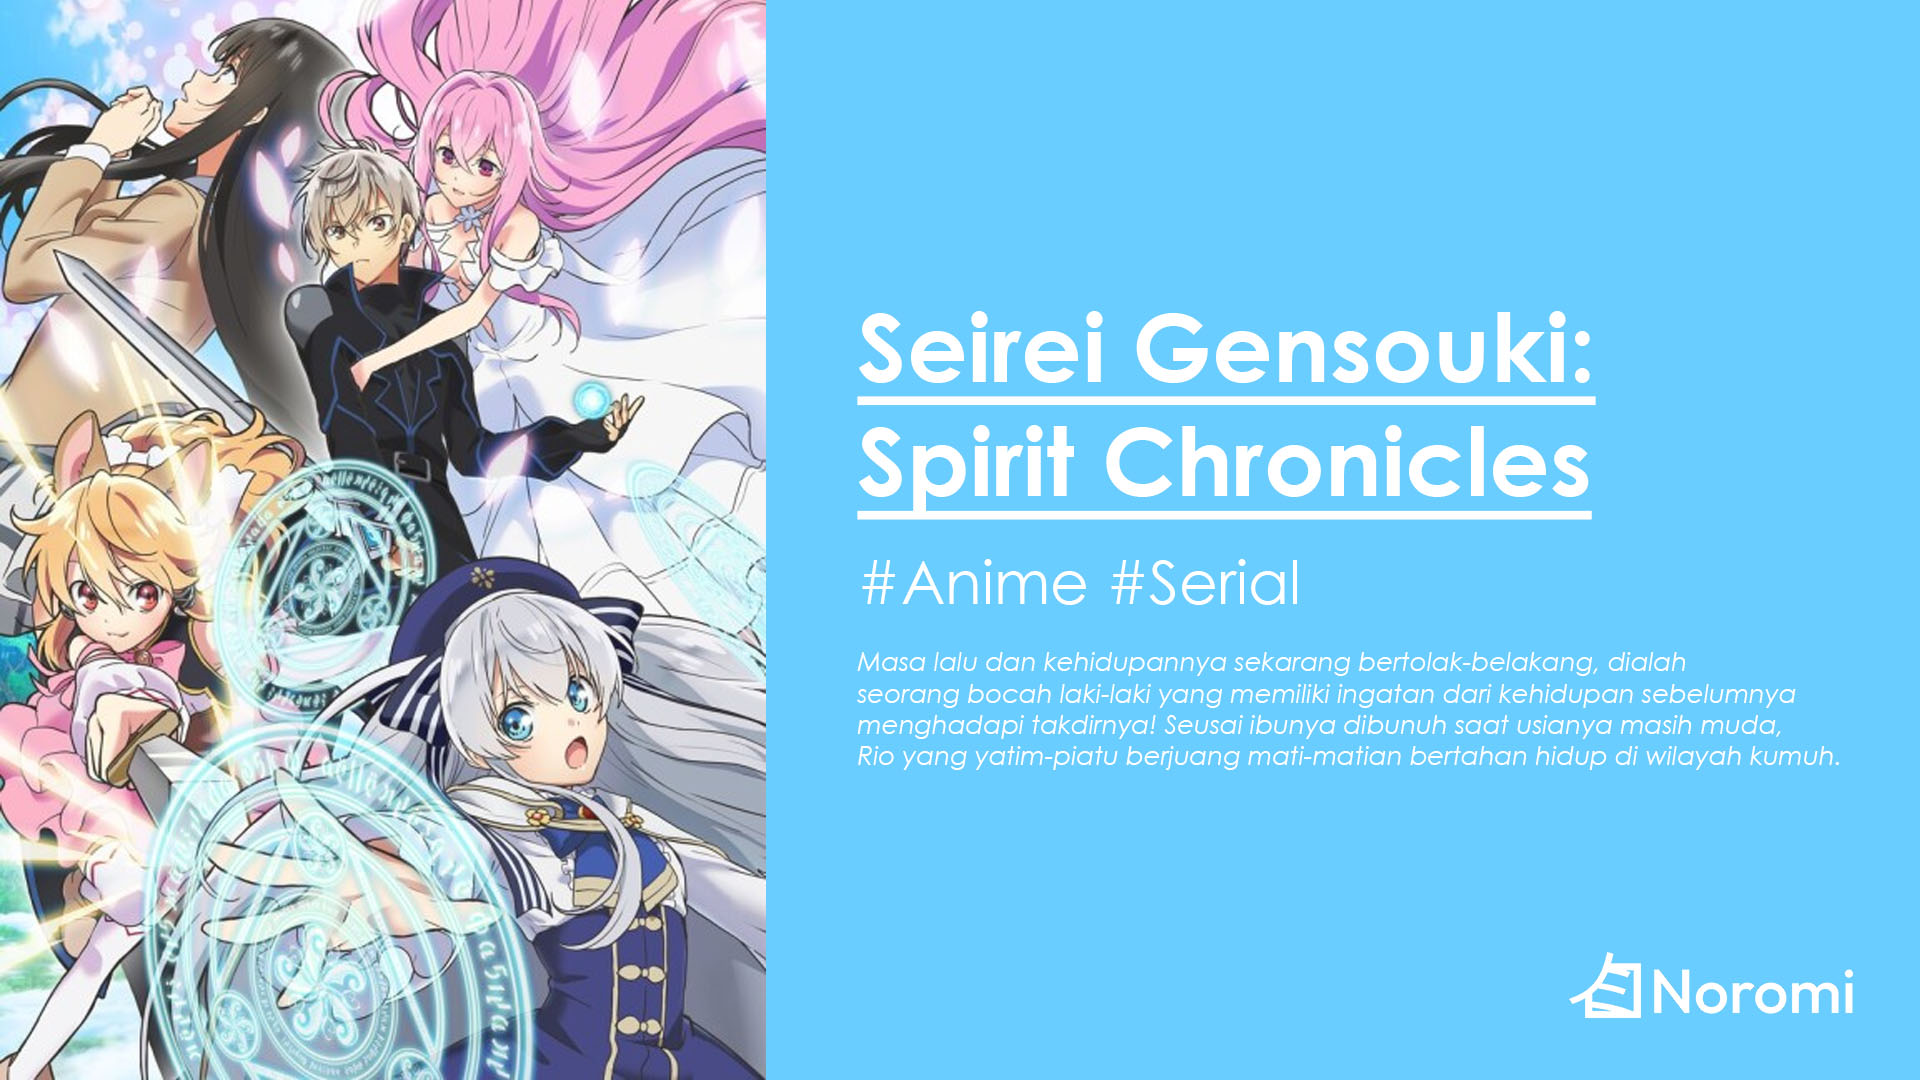 Seirei Gensouki:
Spirit Chronicles
#Anime #Serial
Masa lalu dan kehidupannya sekarang bertolak-belakang, dialah
seorang bocah laki-laki yang memiliki ingatan dari kehidupan sebelumnya
menghadapi takdirnya! Seusai ibunya dibunuh saat usianya masih muda,
Rio yang yatim-piatu berjuang mati-matian bertahan hidup di wilayah kumuh.
Noromi